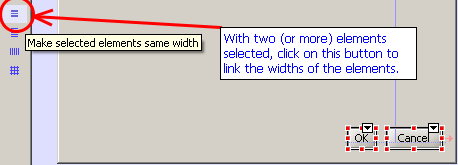 Make selected elements same width
With two (or more) elements
selected, click on this button to
link the widths of the elements.
OK
Cancel